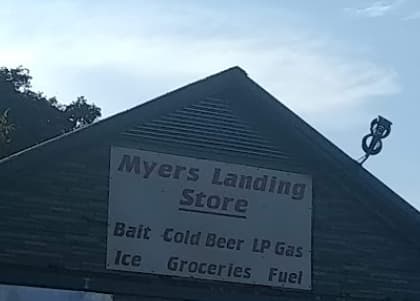 Myers Landing
Store
Bait Cold Beer LP Gas
Ice Groceries Fuel